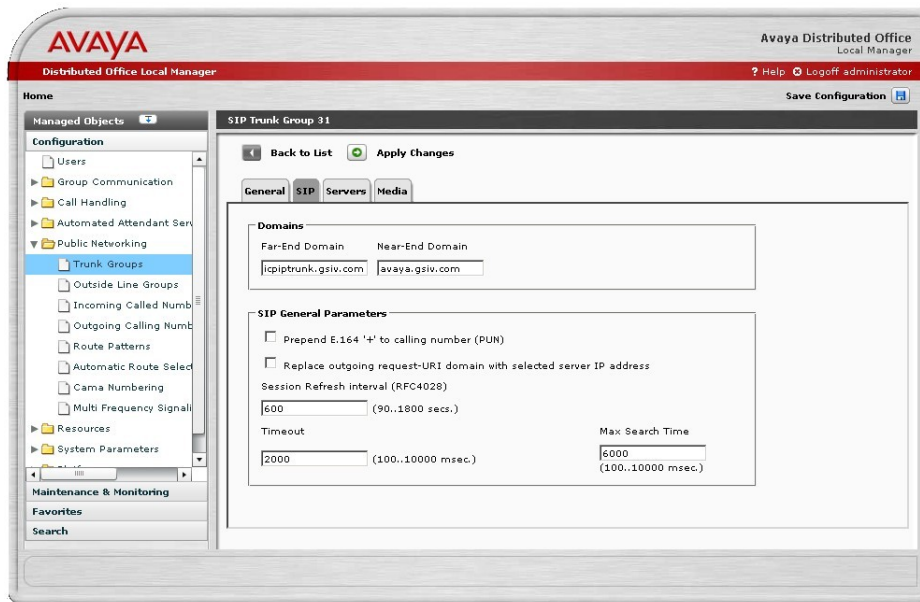 AVAYA
Avaya Distributed Office
Local Manager
Distributed Office Local Manager
? Help Logoff administrator
Home
Save Configuration
Managed Objects
Configuration
Users
Group Communication
Call Handling
Automated Attendant Serv
Public Networking
Trunk Groups
Outside Line Groups
Incoming Called Numb
Outgoing Calling Numb
Route Patterns
Automatic Route Select
Cama Numbering
Multi Frequency Signali
Resources
System Parameters
Maintenance & Monitoring
Favorites
Search
SIP Trunk Group 31
Back to List Apply Changes
General SIP Servers Media
Domains
Far-End Domain Near-End Domain
icpiptrunk.gsiv.com avaya.gsiv.com
SIP General Parameters
Prepend E.164 '+' to calling number (PUN)
Replace outgoing request-URI domain with selected server IP address
Session Refresh interval (RFC4028)
600 (90..1800 secs.)
Timeout Max Search Time
2000 (100..10000 msec.) 6000
(100..10000 msec.)